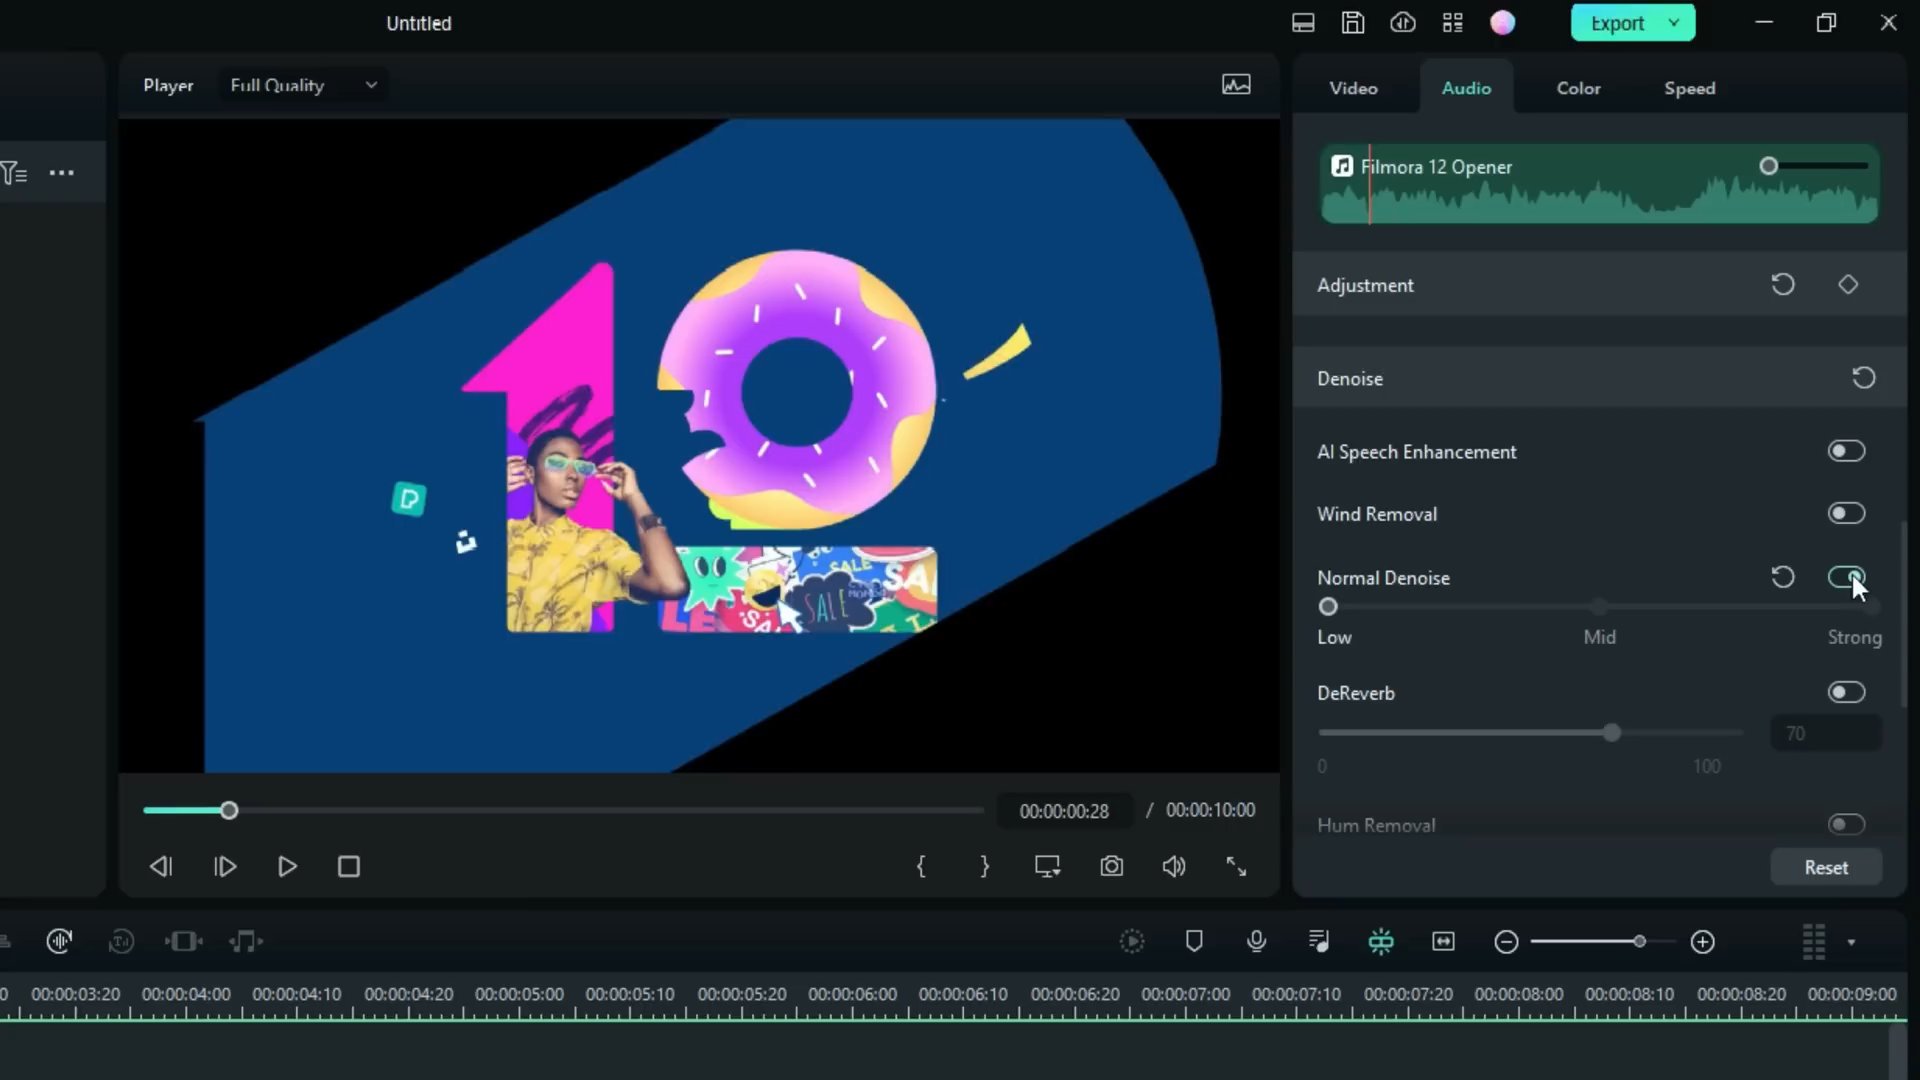 Untitled
Export
Player
Full Quality
Video
Audio
Color
Speed
Filmora 12 Opener
Adjustment
Denoise
AI Speech Enhancement
Wind Removal
Normal Denoise
Low
Mid
Strong
DeReverb
70
0
100
Hum Removal
Reset
SALE
SALE
00:00:00:28 / 00:00:10:00
0 00:00:03:20 00:00:04:00 00:00:04:10 00:00:04:20 00:00:05:00 00:00:05:10 00:00:05:20 00:00:06:00 00:00:06:10 00:00:06:20 00:00:07:00 00:00:07:10 00:00:07:20 00:00:08:00 00:00:08:10 00:00:08:20 00:00:09:00